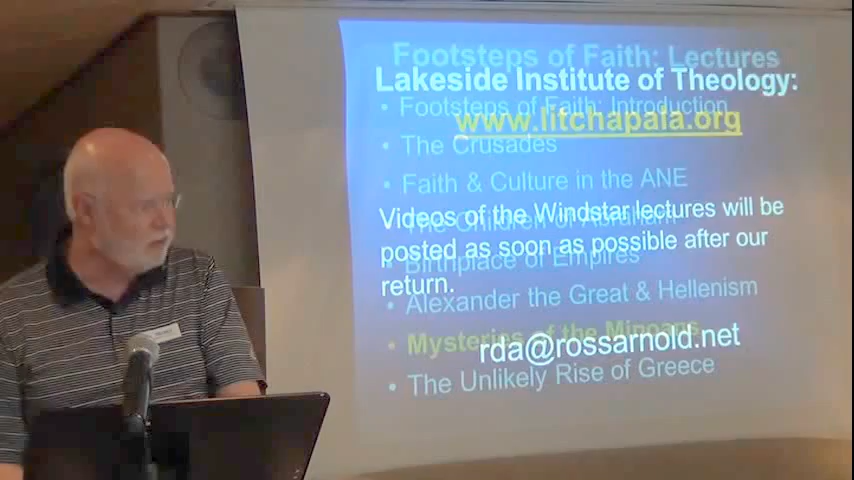 Footsteps of Faith: Lectures
Lakeside Institute of Theology:
• Footsteps of Faith: Introduction
www.litchapala.org
• The Crusades
• Faith & Culture in the ANE
Videos of the Windstar lectures will be
• The Children of Abraham
posted as soon as possible after our
• Birthplace of Empires
return.
• Alexander the Great & Hellenism
• Mysteries of the Minoans
rda@rossarnold.net
• The Unlikely Rise of Greece